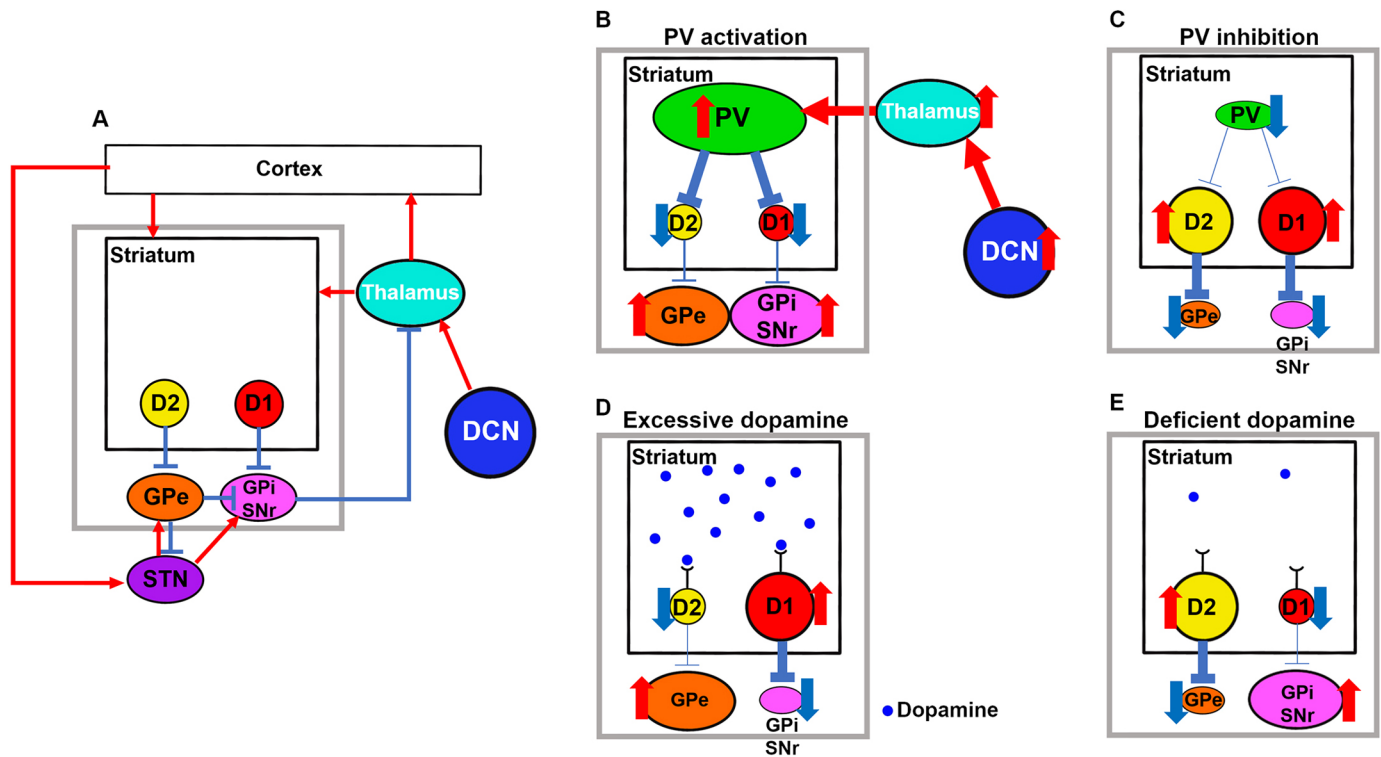 A
Cortex
Striatum
Thalamus
D2
D1
DCN
GPe
GPi
SNr
STN
B
PV activation
Striatum
PV
Thalamus
D2
D1
DCN
GPe
GPi
SNr
C
PV inhibition
Striatum
PV
D2
D1
GPe
GPi
SNr
D
Excessive dopamine
Striatum
D2
D1
GPe
GPi
SNr
Dopamine
E
Deficient dopamine
Striatum
D2
D1
GPe
GPi
SNr